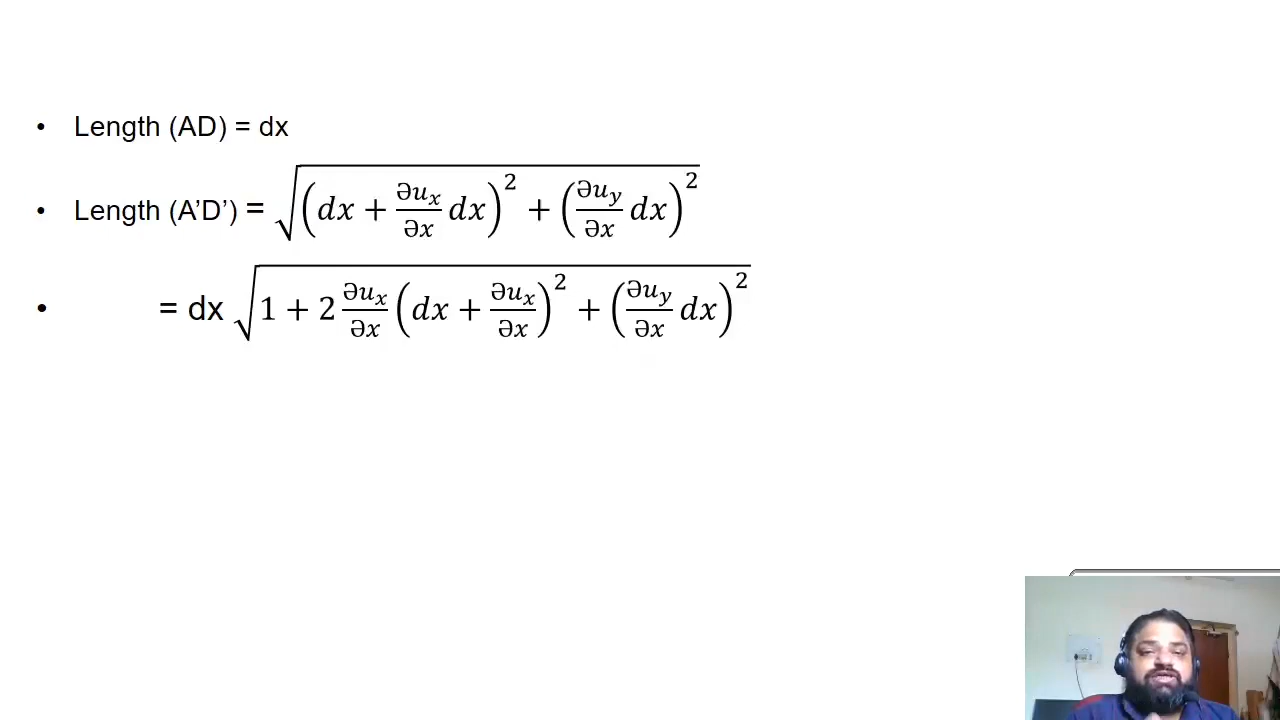 • Length (AD) = dx
• Length (A’D’) = √((dx + ∂u_x/∂x dx)^2 + (∂u_y/∂x dx)^2)
• = dx √(1 + 2 ∂u_x/∂x (dx + ∂u_x/∂x)^2 + (∂u_y/∂x dx)^2)